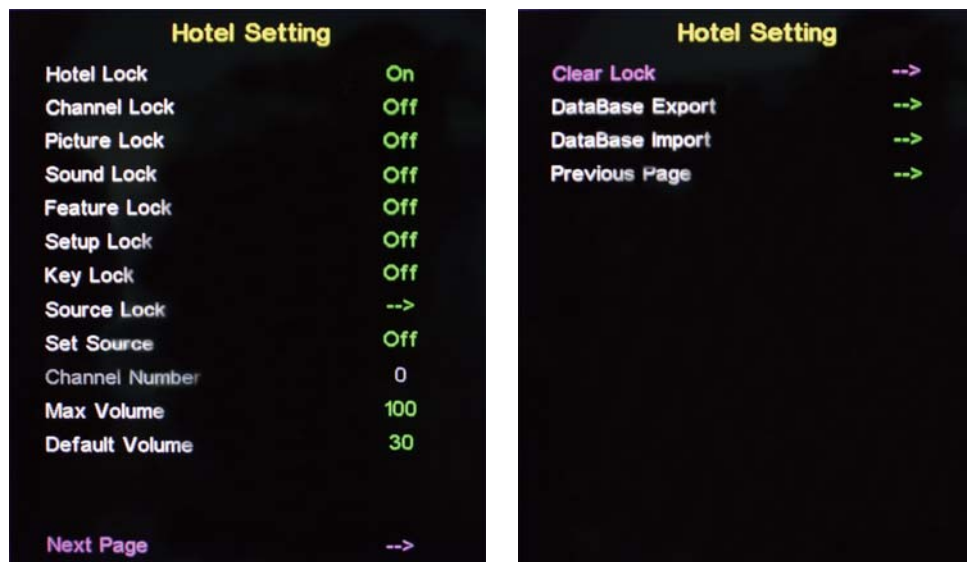 Hotel Setting
Hotel Lock On
Channel Lock Off
Picture Lock Off
Sound Lock Off
Feature Lock Off
Setup Lock Off
Key Lock Off
Source Lock -->
Set Source Off
Channel Number 0
Max Volume 100
Default Volume 30
Next Page -->
Hotel Setting
Clear Lock -->
DataBase Export -->
DataBase Import -->
Previous Page -->